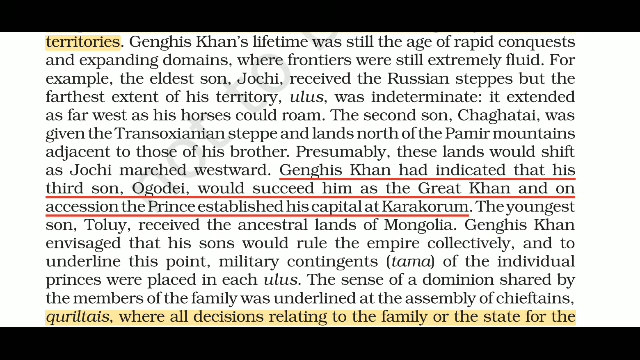 territories. Genghis Khan's lifetime was still the age of rapid conquests
and expanding domains, where frontiers were still extremely fluid. For
example, the eldest son, Jochi, received the Russian steppes but the
farthest extent of his territory, ulus, was indeterminate: it extended
as far west as his horses could roam. The second son, Chaghatai, was
given the Transoxianian steppe and lands north of the Pamir mountains
adjacent to those of his brother. Presumably, these lands would shift
as Jochi marched westward. Genghis Khan had indicated that his
third son, Ogodei, would succeed him as the Great Khan and on
accession the Prince established his capital at Karakorum. The youngest
son, Toluy, received the ancestral lands of Mongolia. Genghis Khan
envisaged that his sons would rule the empire collectively, and to
underline this point, military contingents (tama) of the individual
princes were placed in each ulus. The sense of a dominion shared by
the members of the family was underlined at the assembly of chieftains,
quriltais, where all decisions relating to the family or the state for the